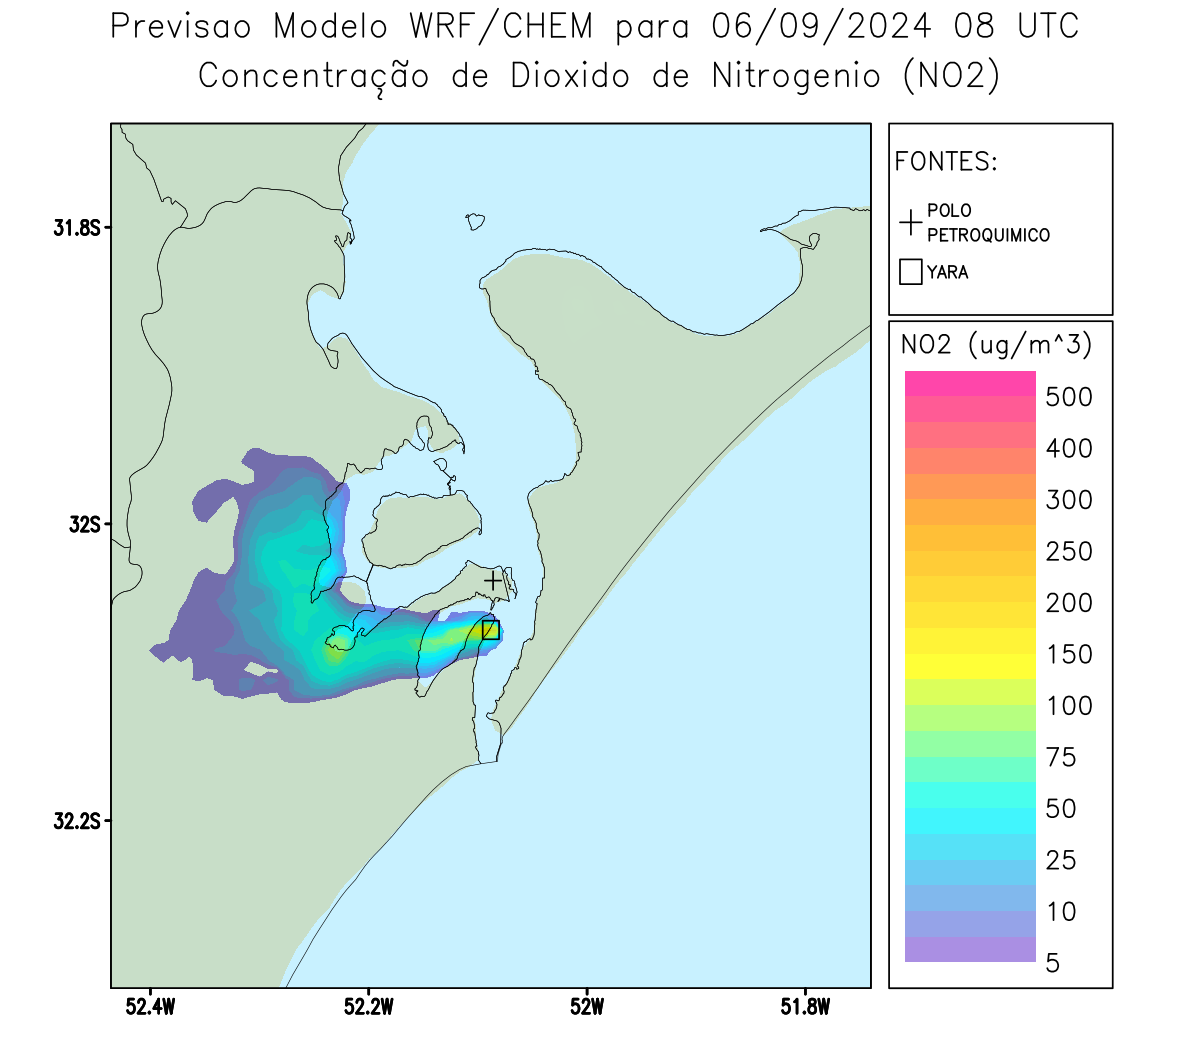 Previsao Modelo WRF/CHEM para 06/09/2024 08 UTC
Concentração de Dioxido de Nitrogenio (NO2)
FONTES:
POLO
PETROQUIMICO
YARA
NO2 (ug/m^3)
500
400
300
250
200
150
100
75
50
25
10
5
31.8S
32S
32.2S
52.4W
52.2W
52W
51.8W